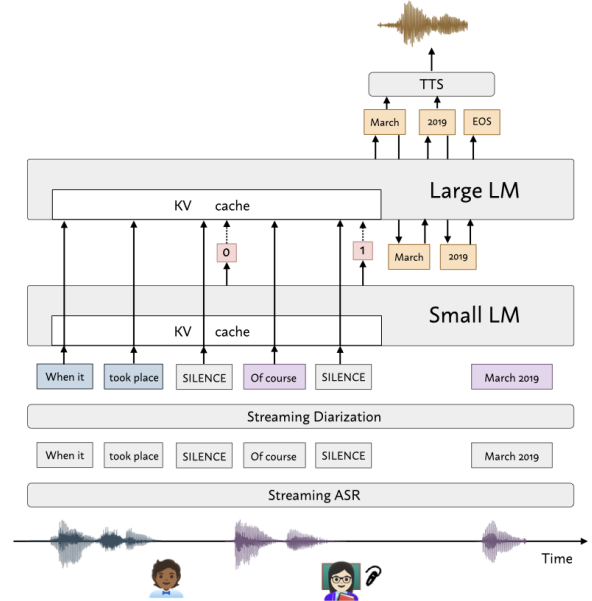 TTS
March 2019 EOS
Large LM
KV cache
0 1
March 2019
Small LM
KV cache
When it took place SILENCE Of course SILENCE March 2019
Streaming Diarization
When it took place SILENCE Of course SILENCE March 2019
Streaming ASR
Time